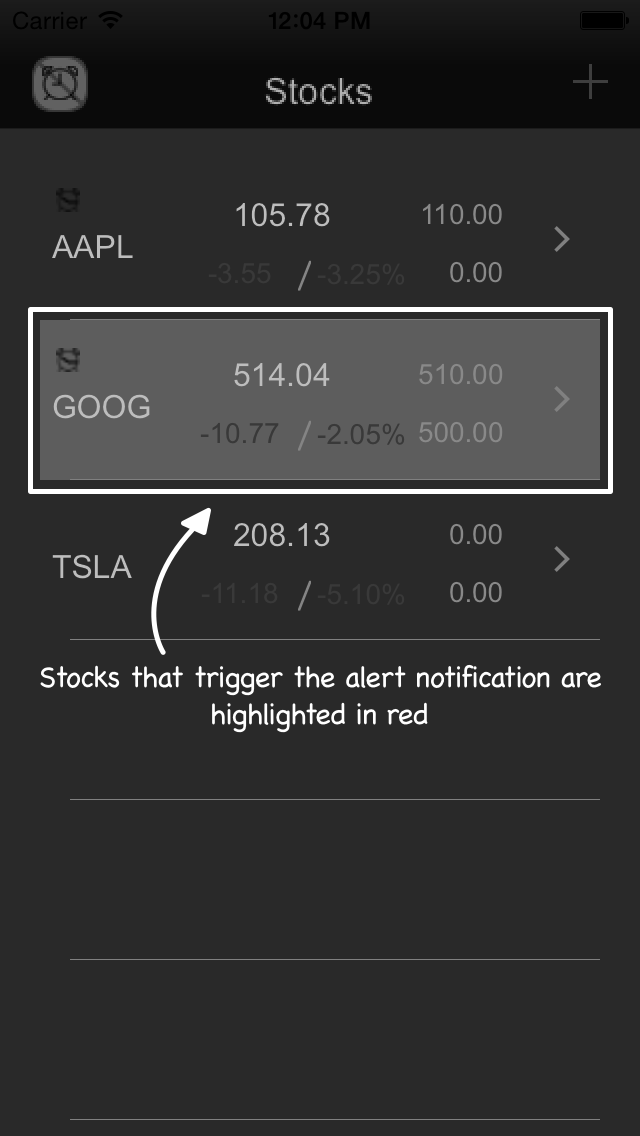 Carrier 12:04 PM
Stocks
105.78 110.00
AAPL
-3.55 / -3.25% 0.00
514.04 510.00
GOOG
-10.77 / -2.05% 500.00
208.13 0.00
TSLA
-11.18 / -5.10% 0.00
Stocks that trigger the alert notification are
highlighted in red